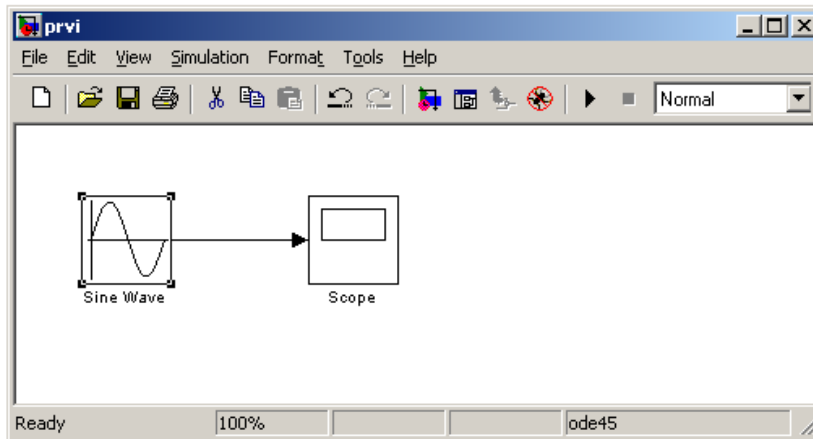 prvi
File Edit View Simulation Format Tools Help
Normal
Sine Wave Scope
Ready 100% ode45